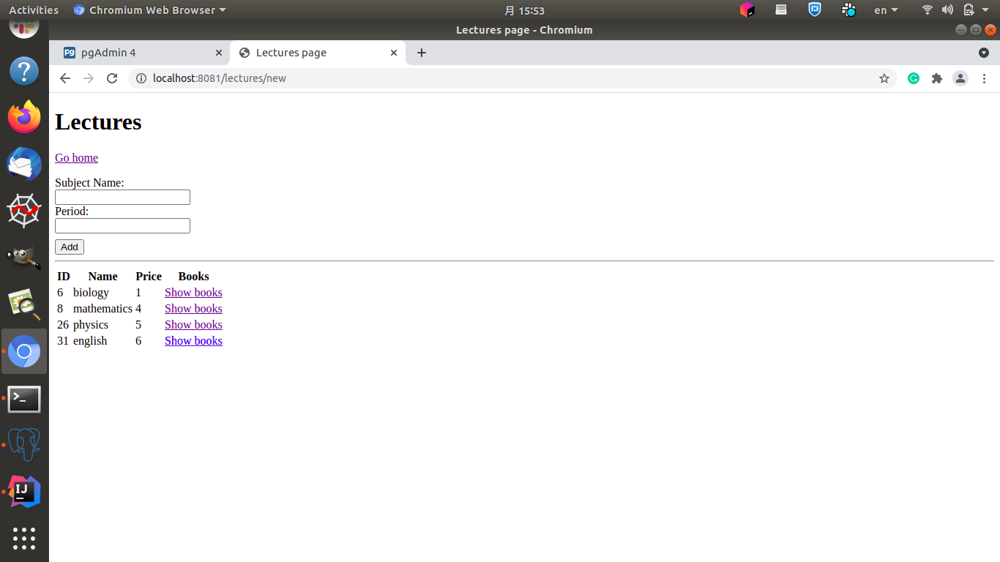 Activities Chromium Web Browser 月 15:53 en
Lectures page - Chromium
pg pgAdmin 4 Lectures page
localhost:8081/lectures/new
Lectures
Go home
Subject Name:
Period:
Add
ID Name Price Books
6 biology 1 Show books
8 mathematics 4 Show books
26 physics 5 Show books
31 english 6 Show books
?
>_
IJ